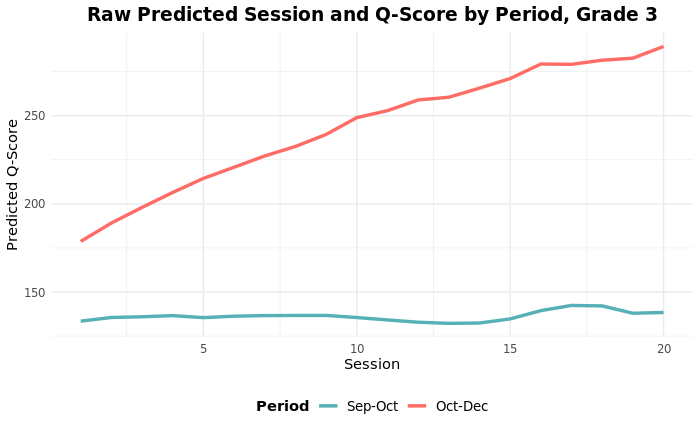 Raw Predicted Session and Q-Score by Period, Grade 3
Predicted Q-Score
250
200
150
5 10 15 20
Session
Period Sep-Oct Oct-Dec